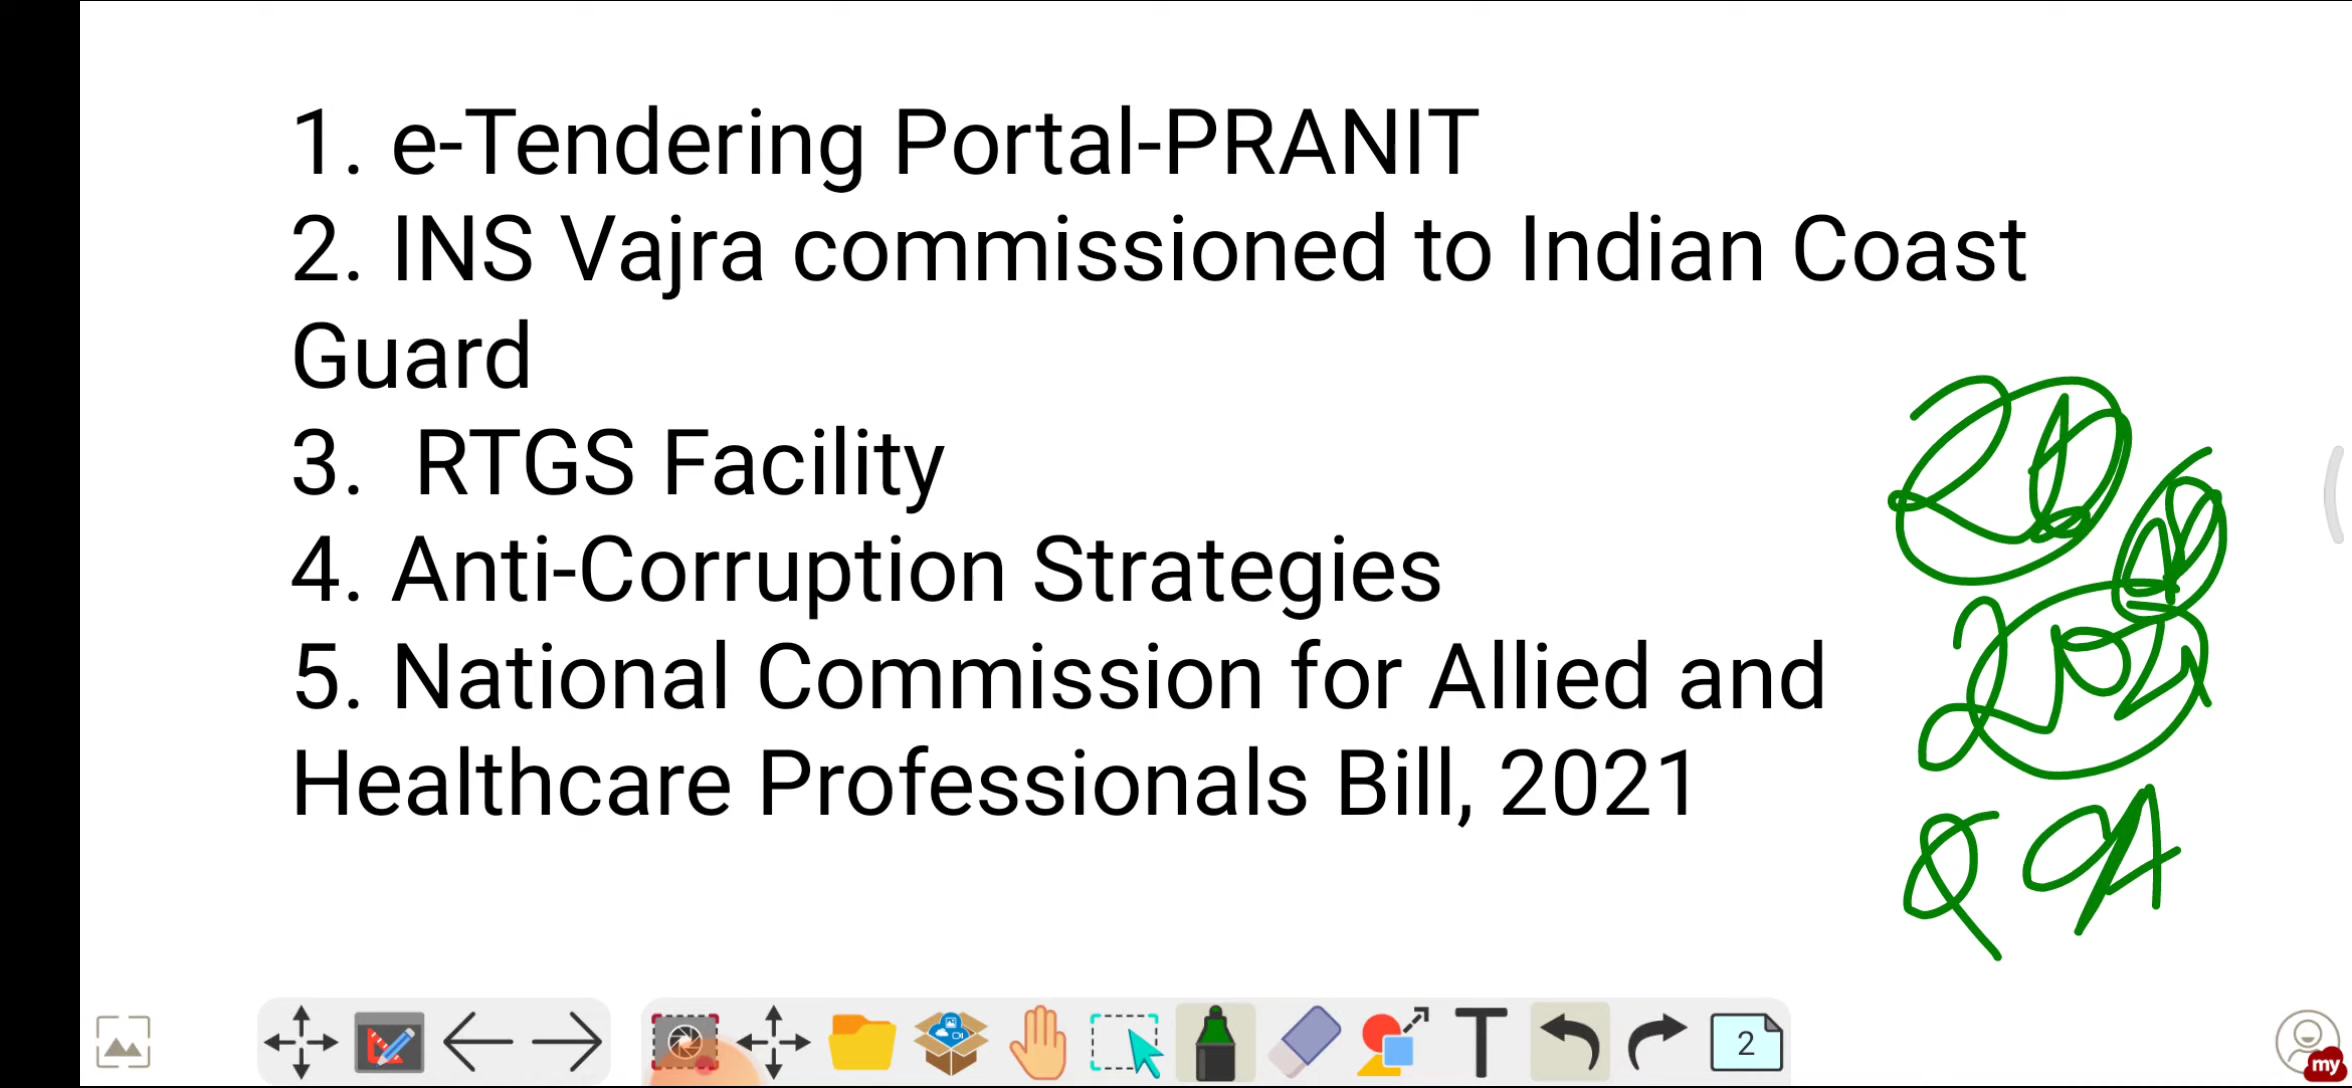 1. e-Tendering Portal-PRANIT
2. INS Vajra commissioned to Indian Coast
Guard
3. RTGS Facility
4. Anti-Corruption Strategies
5. National Commission for Allied and
Healthcare Professionals Bill, 2021
2
my